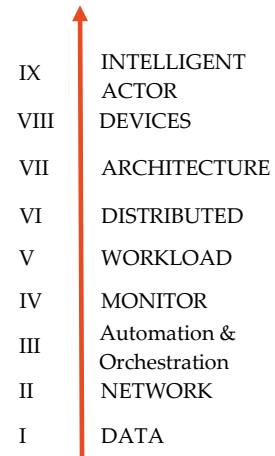 IX INTELLIGENT
ACTOR
VIII DEVICES
VII ARCHITECTURE
VI DISTRIBUTED
V WORKLOAD
IV MONITOR
III Automation &
Orchestration
II NETWORK
I DATA